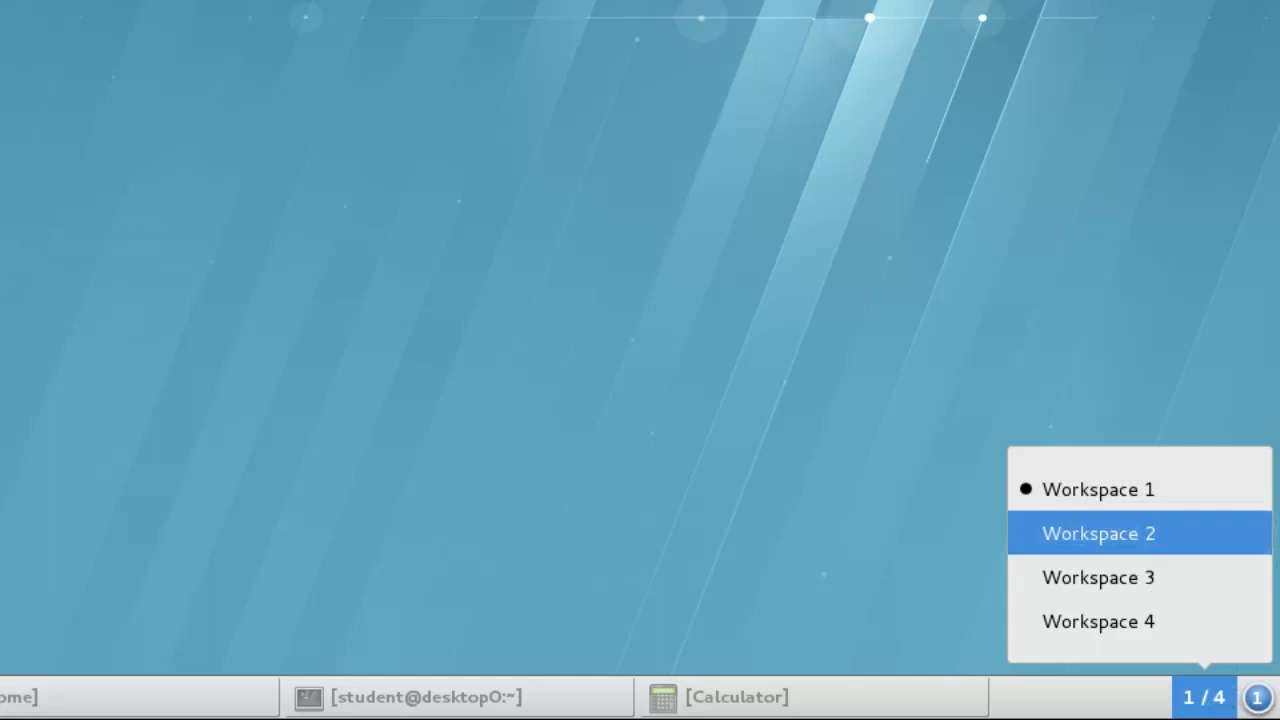 Workspace 1
Workspace 2
Workspace 3
Workspace 4
ome] [student@desktop0:~] [Calculator] 1 / 4 1